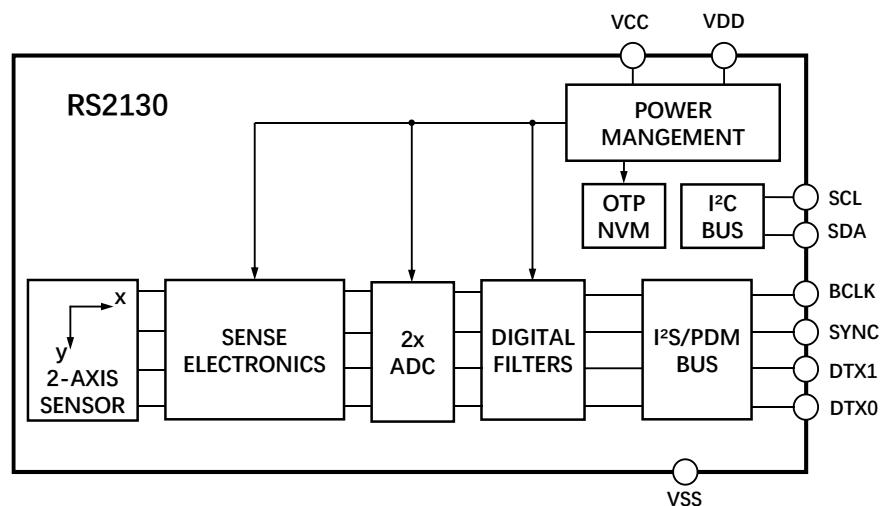 VCC
VDD
RS2130
POWER
MANGEMENT
OTP
NVM
I²C
BUS
SCL
SDA
x
y
2-AXIS
SENSOR
SENSE
ELECTRONICS
2x
ADC
DIGITAL
FILTERS
I²S/PDM
BUS
BCLK
SYNC
DTX1
DTX0
VSS